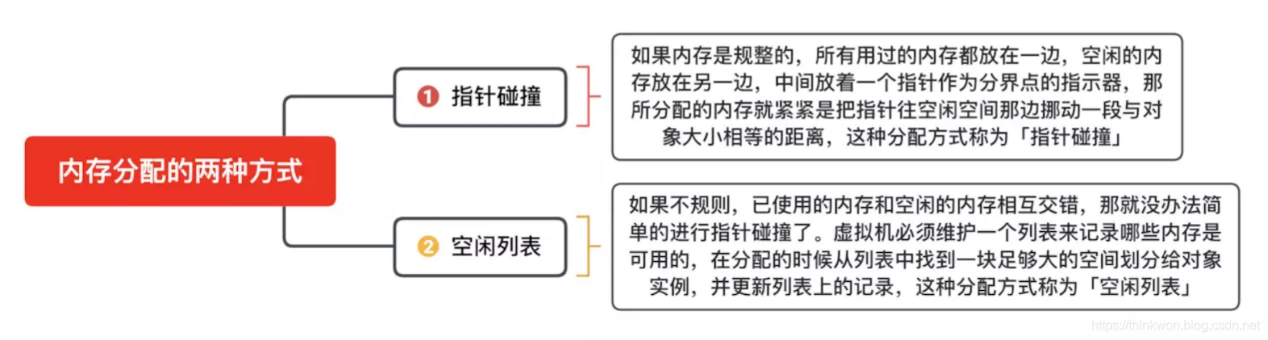 内存分配的两种方式
1 指针碰撞
如果内存是规整的，所有用过的内存都放在一边，空闲的内
存放在另一边，中间放着一个指针作为分界点的指示器，那
所分配的内存就紧紧是把指针往空闲空间那边挪动一段与对
象大小相等的距离，这种分配方式称为「指针碰撞」
2 空闲列表
如果不规则，已使用的内存和空闲的内存相互交错，那就没办法简
单的进行指针碰撞了。虚拟机必须维护一个列表来记录哪些内存是
可用的，在分配的时候从列表中找到一块足够大的空间划分给对象
实例，并更新列表上的记录，这种分配方式称为「空闲列表」
https://thinkwon.blog.csdn.net